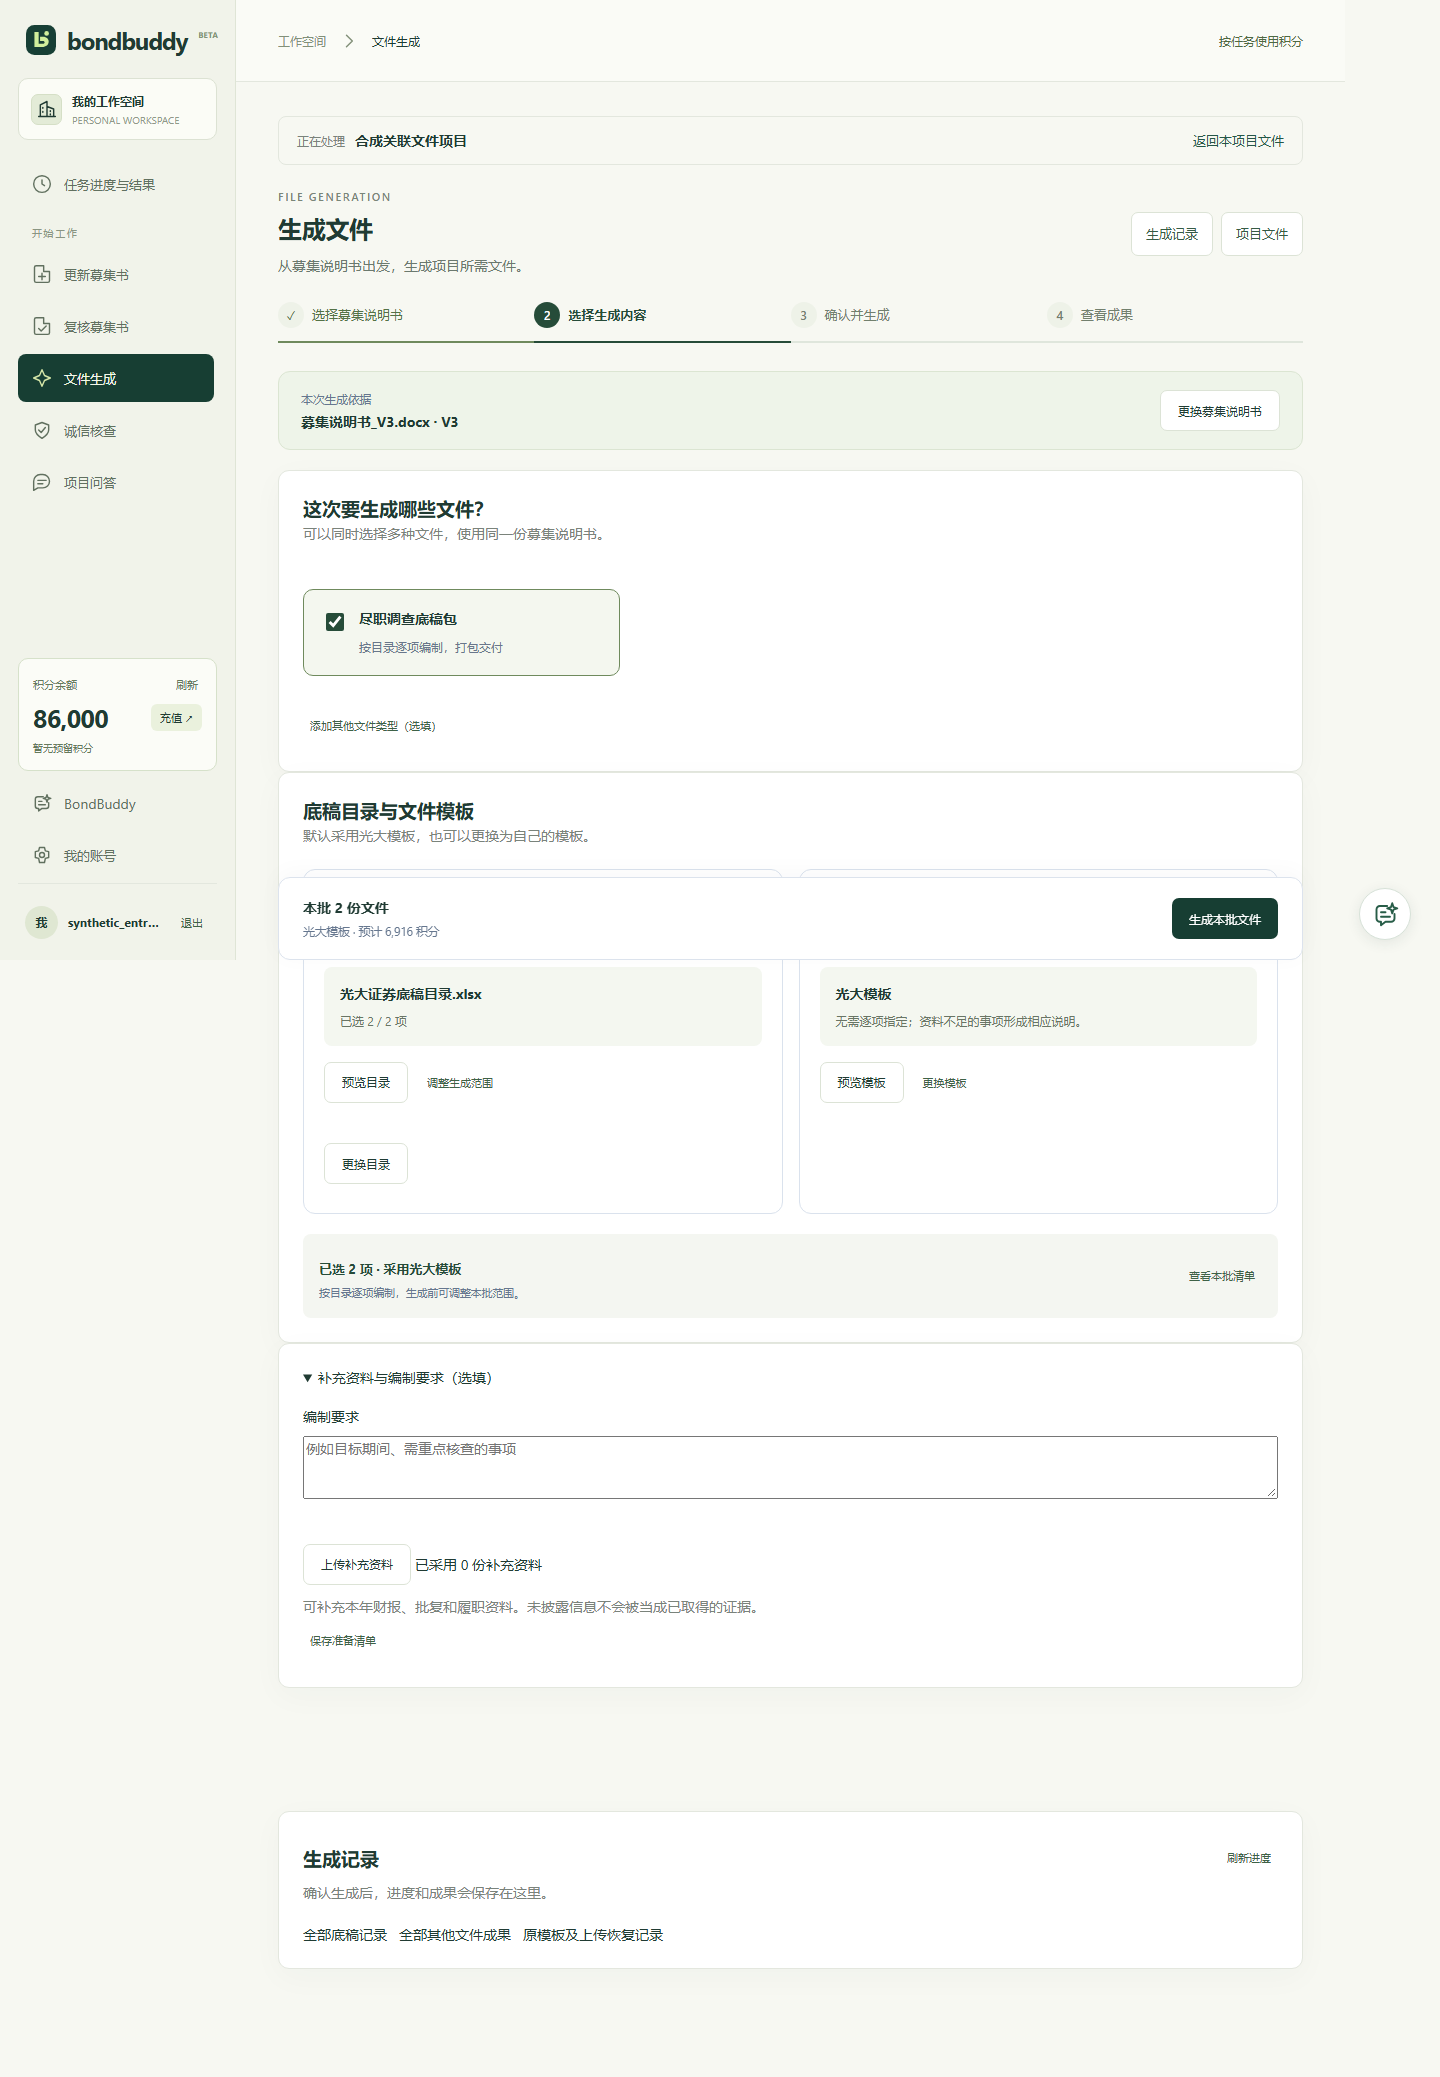 bondbuddy BETA
我的工作空间
PERSONAL WORKSPACE
任务进度与结果
开始工作
更新募集书
复核募集书
文件生成
诚信核查
项目问答
积分余额 刷新
86,000 充值 ↗
暂无预留积分
BondBuddy
我的账号
我 synthetic_entr... 退出
工作空间 文件生成 按任务使用积分
正在处理 合成关联文件项目 返回本项目文件
FILE GENERATION
生成文件
从募集说明书出发，生成项目所需文件。
生成记录 项目文件
✓ 选择募集说明书 2 选择生成内容 3 确认并生成 4 查看成果
本次生成依据
募集说明书_V3.docx · V3
更换募集说明书
这次要生成哪些文件？
可以同时选择多种文件，使用同一份募集说明书。
尽职调查底稿包
按目录逐项编制，打包交付
添加其他文件类型（选填）
底稿目录与文件模板
默认采用光大模板，也可以更换为自己的模板。
本批 2 份文件
光大模板 · 预计 6,916 积分
生成本批文件
光大证券底稿目录.xlsx
已选 2 / 2 项
预览目录 调整生成范围
更换目录
光大模板
无需逐项指定；资料不足的事项形成相应说明。
预览模板 更换模板
已选 2 项 · 采用光大模板
按目录逐项编制，生成前可调整本批范围。
查看本批清单
▼ 补充资料与编制要求（选填）
编制要求
例如目标期间、需重点核查的事项
上传补充资料 已采用 0 份补充资料
可补充本年财报、批复和履职资料。未披露信息不会被当成已取得的证据。
保存准备清单
生成记录 刷新进度
确认生成后，进度和成果会保存在这里。
全部底稿记录 全部其他文件成果 原模板及上传恢复记录